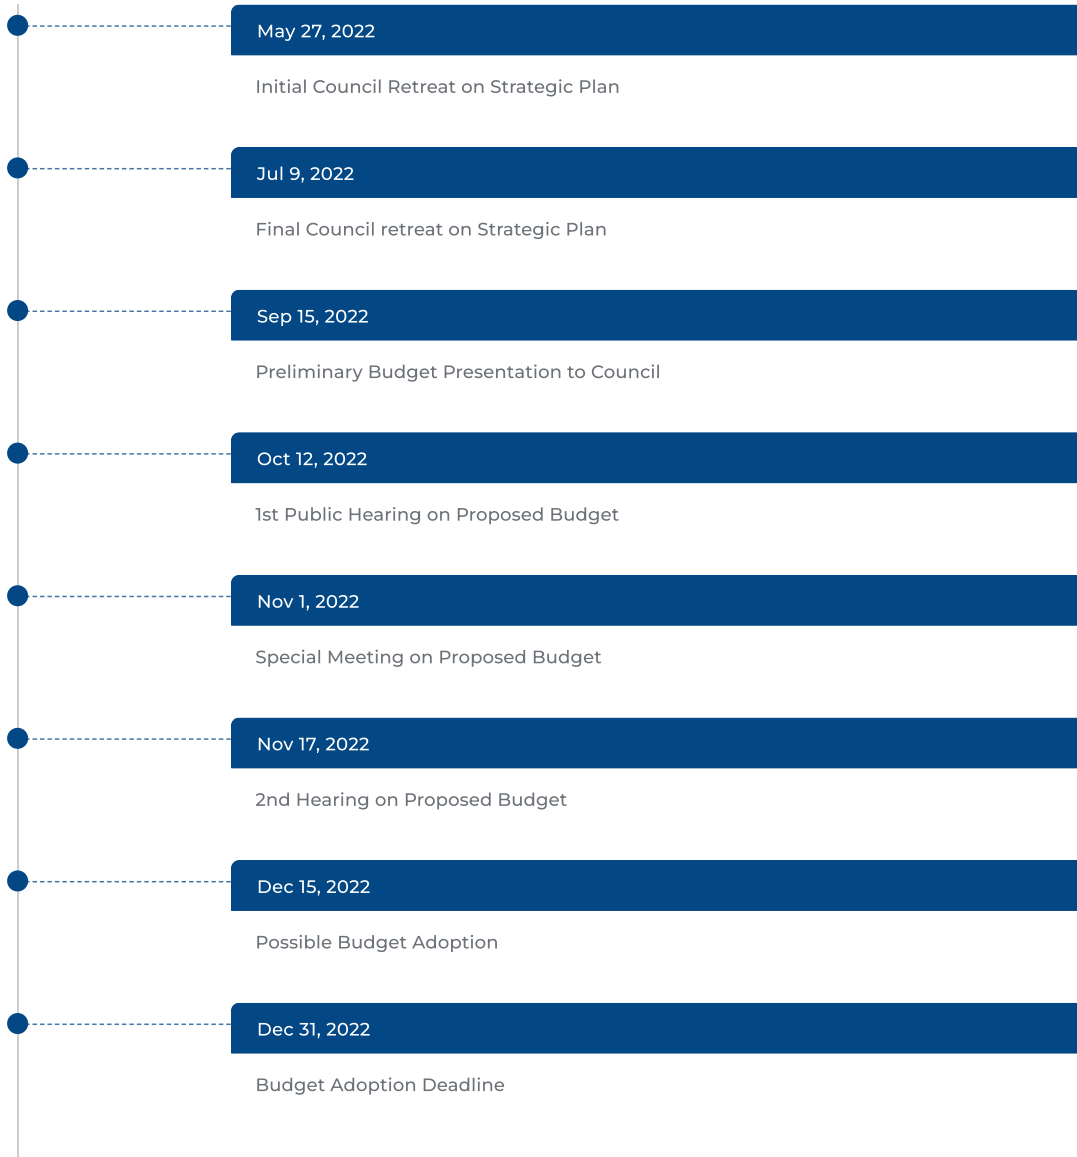 May 27, 2022
Initial Council Retreat on Strategic Plan
Jul 9, 2022
Final Council retreat on Strategic Plan
Sep 15, 2022
Preliminary Budget Presentation to Council
Oct 12, 2022
1st Public Hearing on Proposed Budget
Nov 1, 2022
Special Meeting on Proposed Budget
Nov 17, 2022
2nd Hearing on Proposed Budget
Dec 15, 2022
Possible Budget Adoption
Dec 31, 2022
Budget Adoption Deadline